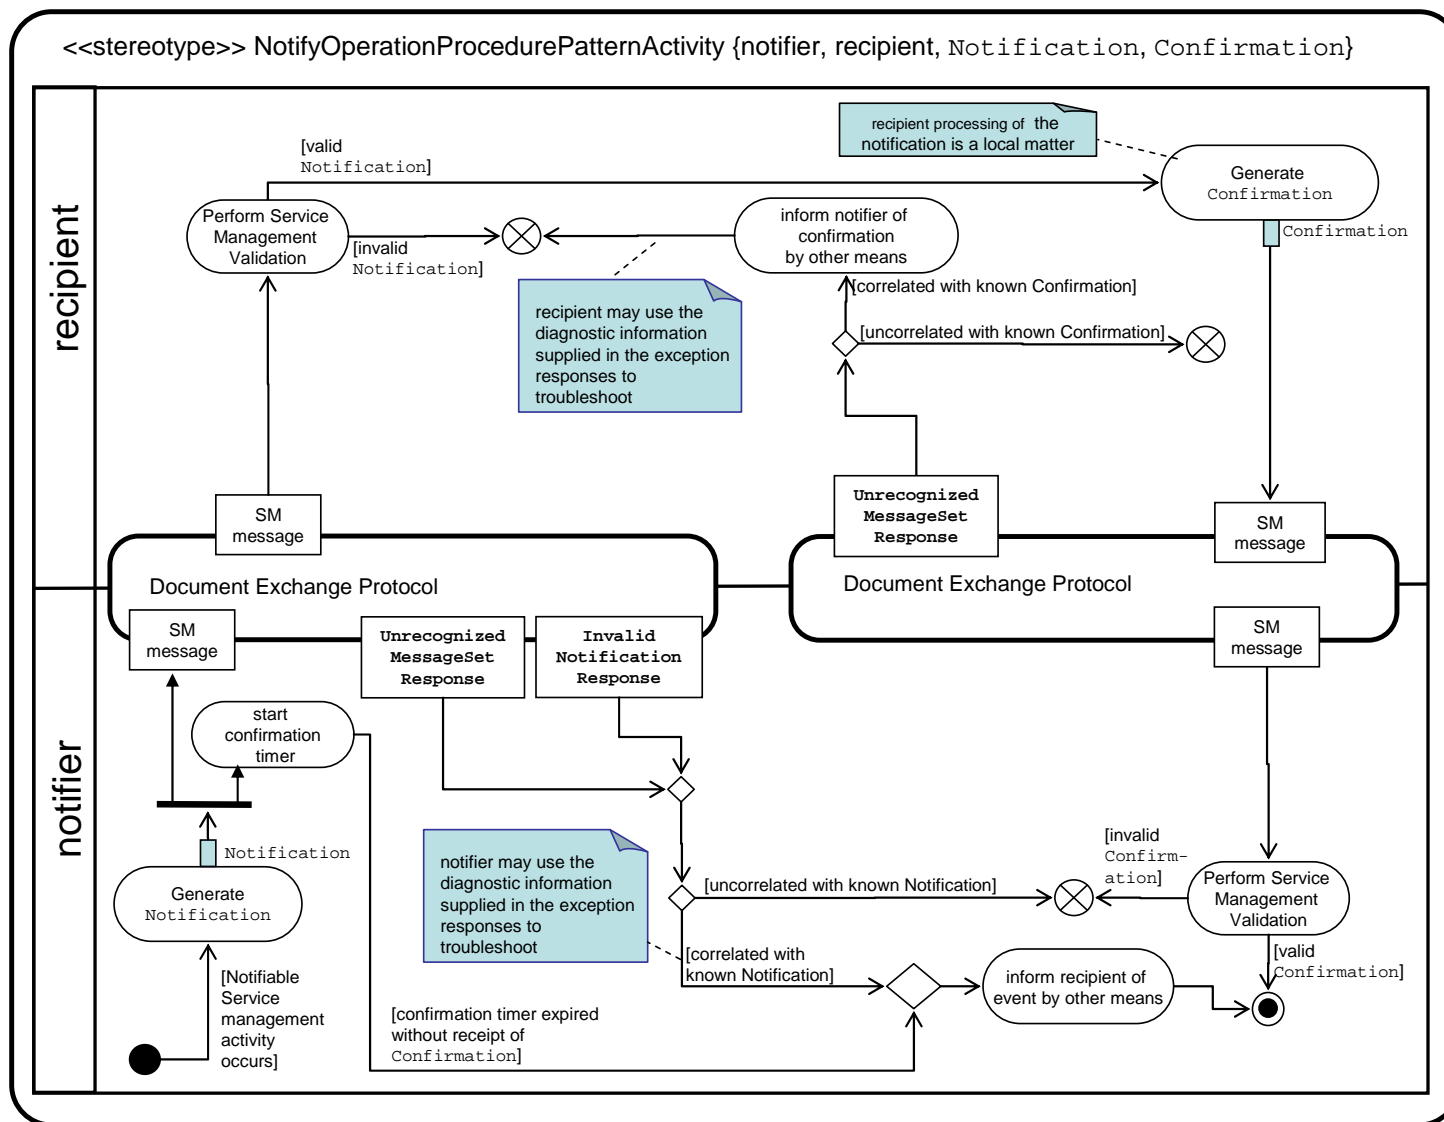 <<stereotype>> NotifyOperationProcedurePatternActivity {notifier, recipient, Notification, Confirmation}
recipient
recipient processing of the
notification is a local matter
[valid
Notification]
Generate
Confirmation
Confirmation
Perform Service
Management
Validation
[invalid
Notification]
inform notifier of
confirmation
by other means
[correlated with known Confirmation]
[uncorrelated with known Confirmation]
recipient may use the
diagnostic information
supplied in the exception
responses to
troubleshoot
SM
message
Unrecognized
MessageSet
Response
SM
message
Document Exchange Protocol
Document Exchange Protocol
notifier
SM
message
Unrecognized
MessageSet
Response
Invalid
Notification
Response
SM
message
start
confirmation
timer
Notification
Generate
Notification
[Notifiable
Service
management
activity
occurs]
notifier may use the
diagnostic information
supplied in the exception
responses to
troubleshoot
[uncorrelated with known Notification]
[correlated with
known Notification]
[invalid
Confirm-
ation]
Perform Service
Management
Validation
[valid
Confirmation]
inform recipient of
event by other means
[confirmation timer expired
without receipt of
Confirmation]